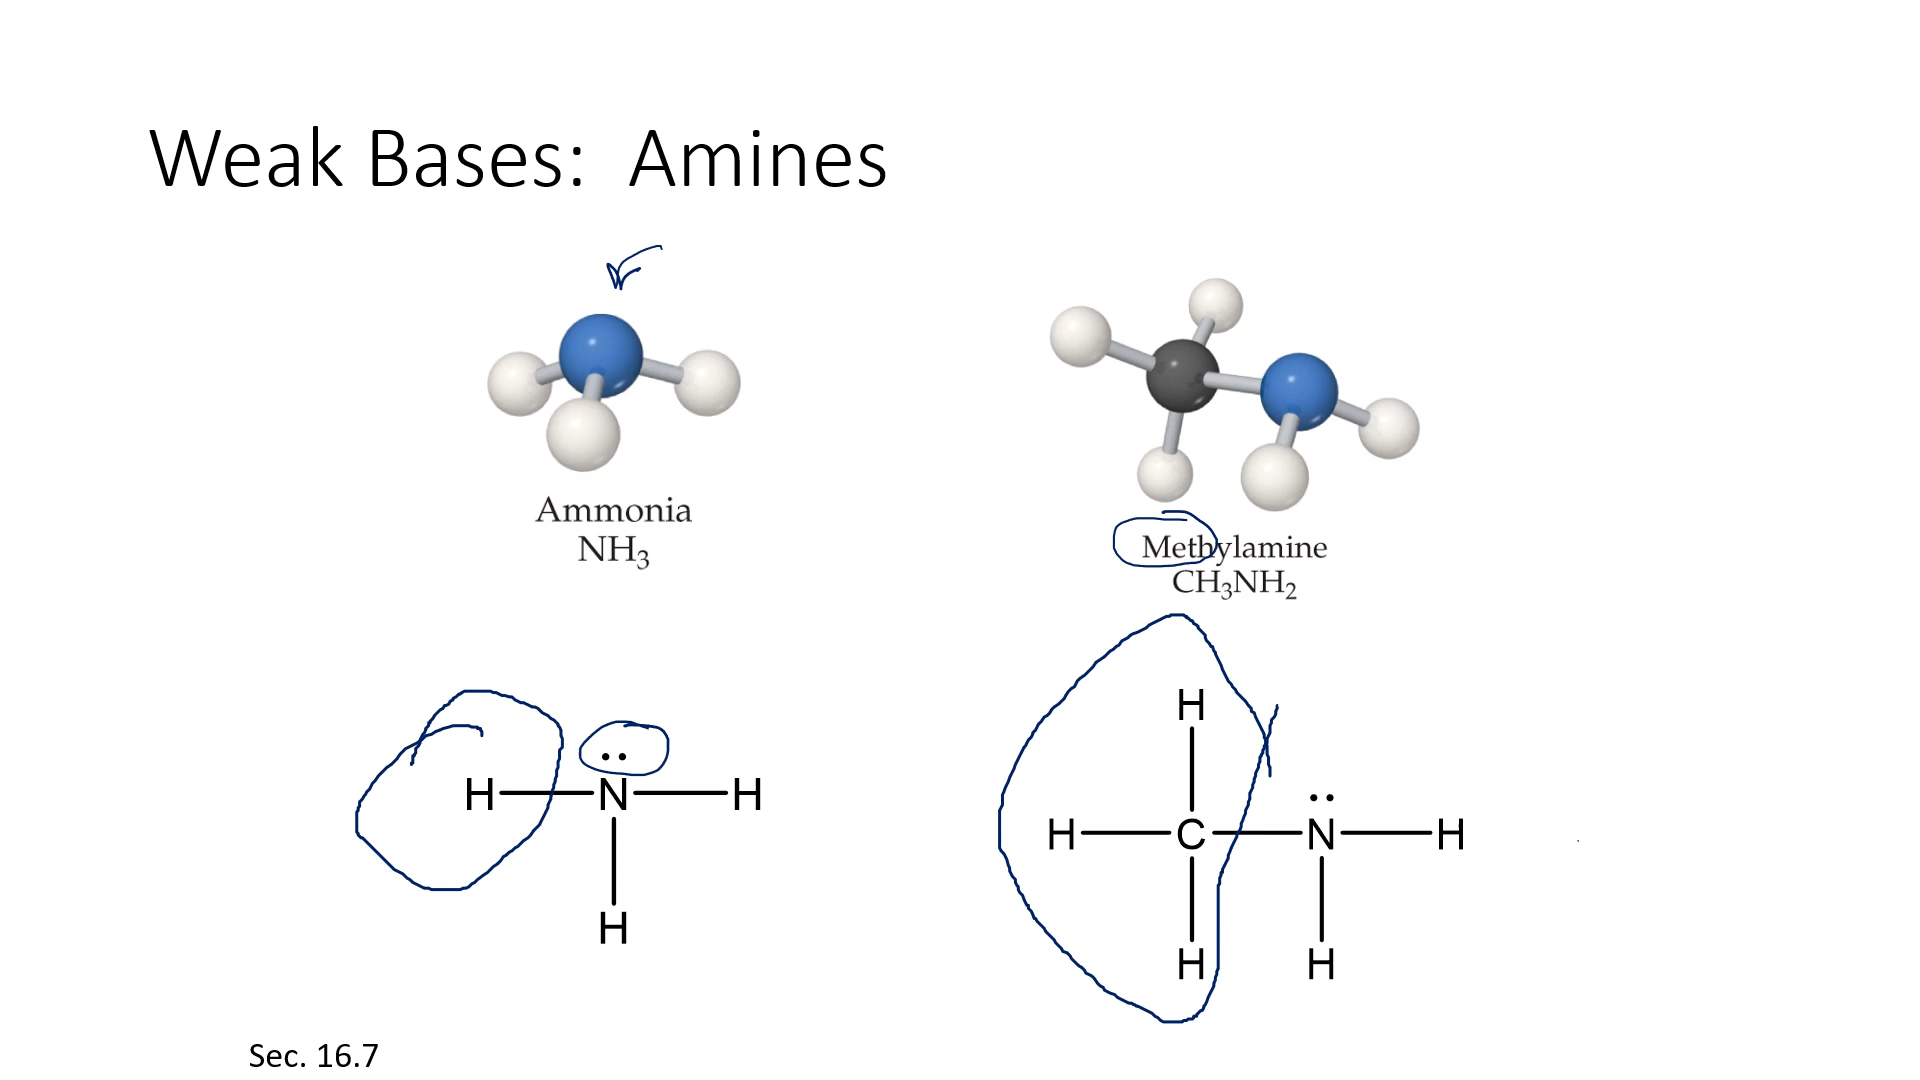 Weak Bases: Amines
Ammonia
NH₃
Methylamine
CH₃NH₂
H N H
H
H
H C N H
H H
Sec. 16.7